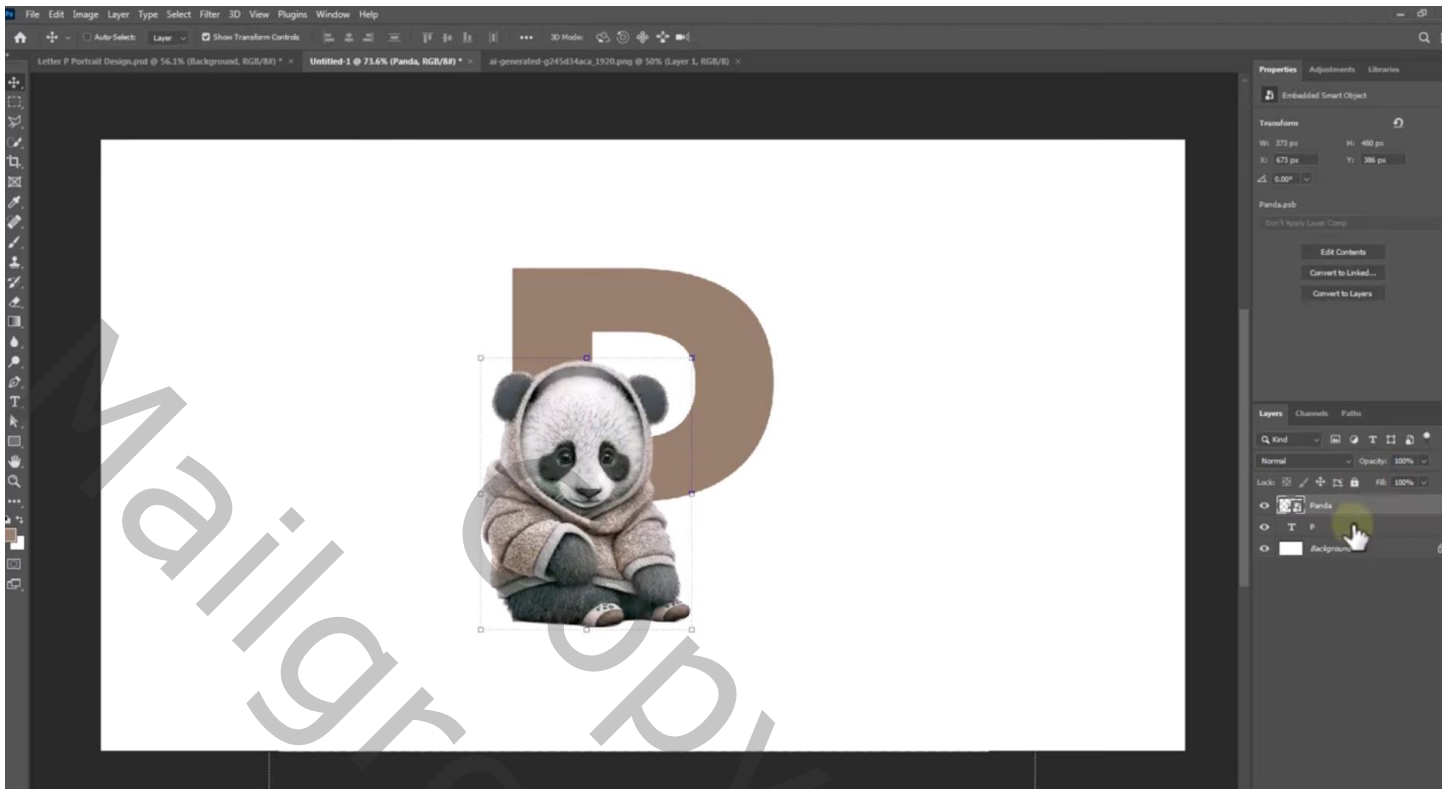 Ps File Edit Image Layer Type Select Filter 3D View Plugins Window Help
Auto-Select: Layer Show Transform Controls 3D Mode:
Letter P Portrait Design.psd @ 56.1% (Background, RGB/8#) * × Untitled-1 @ 73.6% (Panda, RGB/8#) * × ai-generated-g245d34aca_1920.png @ 50% (Layer 1, RGB/8) ×
Properties Adjustments Libraries
Embedded Smart Object
Transform
W: 373 px H: 480 px
X: 673 px Y: 386 px
0.00°
Panda.psb
Don't Apply Layer Comp
Edit Contents
Convert to Linked...
Convert to Layers
P
Layers Channels Paths
Kind
Normal Opacity: 100%
Lock: Fill: 100%
Panda
T P
Background